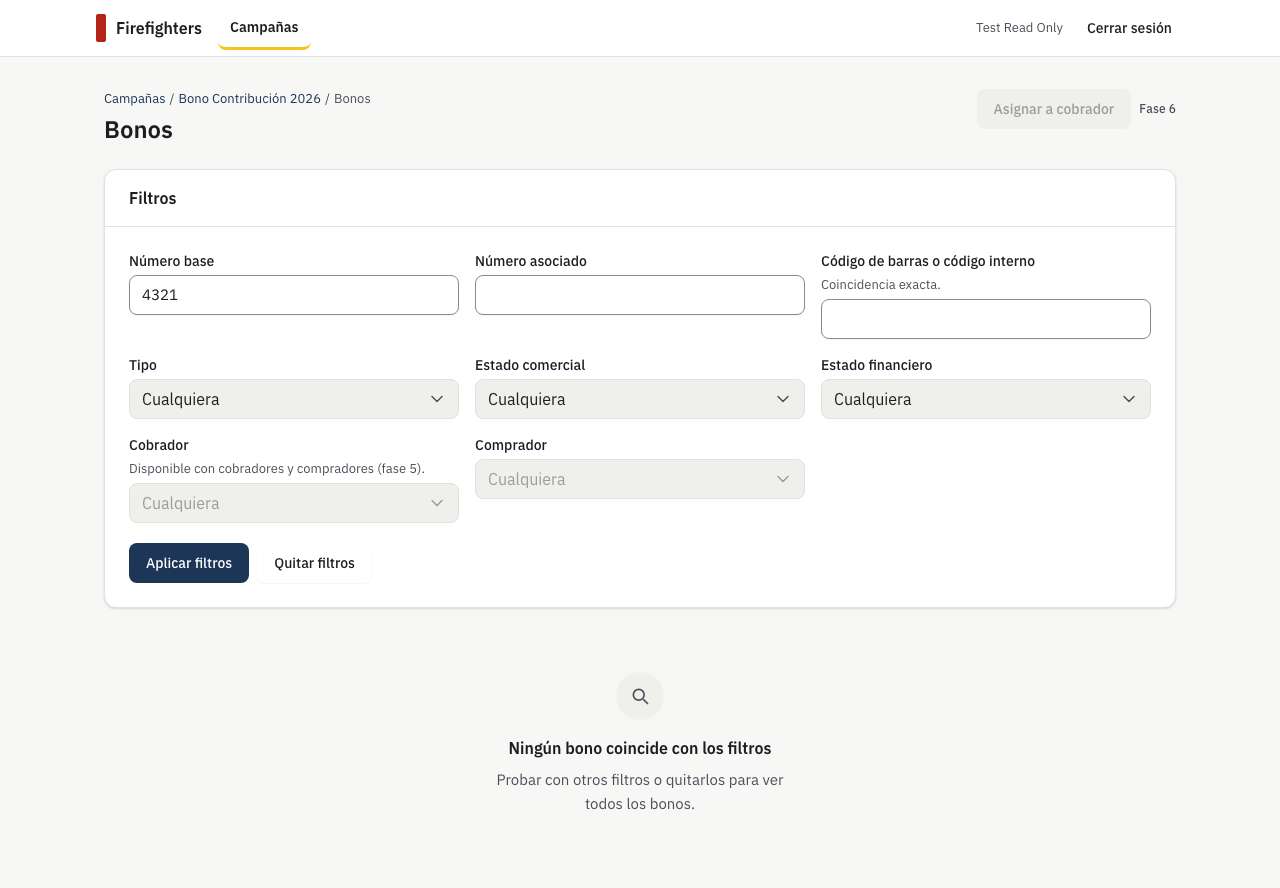 Firefighters
Campañas
Test Read Only
Cerrar sesión
Campañas / Bono Contribución 2026 / Bonos
Bonos
Asignar a cobrador
Fase 6
Filtros
Número base
4321
Número asociado
Código de barras o código interno
Coincidencia exacta.
Tipo
Cualquiera
Estado comercial
Cualquiera
Estado financiero
Cualquiera
Cobrador
Disponible con cobradores y compradores (fase 5).
Cualquiera
Comprador
Cualquiera
Aplicar filtros
Quitar filtros
Ningún bono coincide con los filtros
Probar con otros filtros o quitarlos para ver
todos los bonos.